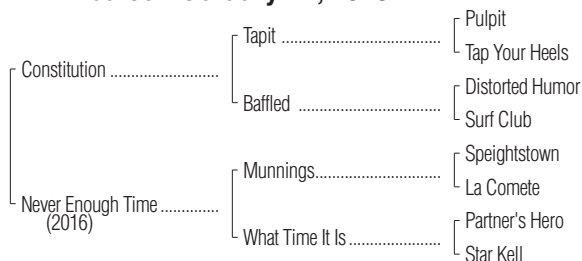 Pulpit
Tapit
Tap Your Heels
Constitution
Distorted Humor
Baffled
Surf Club
Speightstown
Munnings
La Comete
Never Enough Time
(2016)
Partner's Hero
What Time It Is
Star Kell